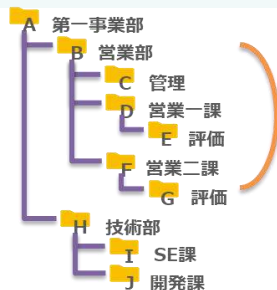 A 第一事業部
B 営業部
C 管理
D 営業一課
E 評価
F 営業二課
G 評価
H 技術部
I SE課
J 開発課